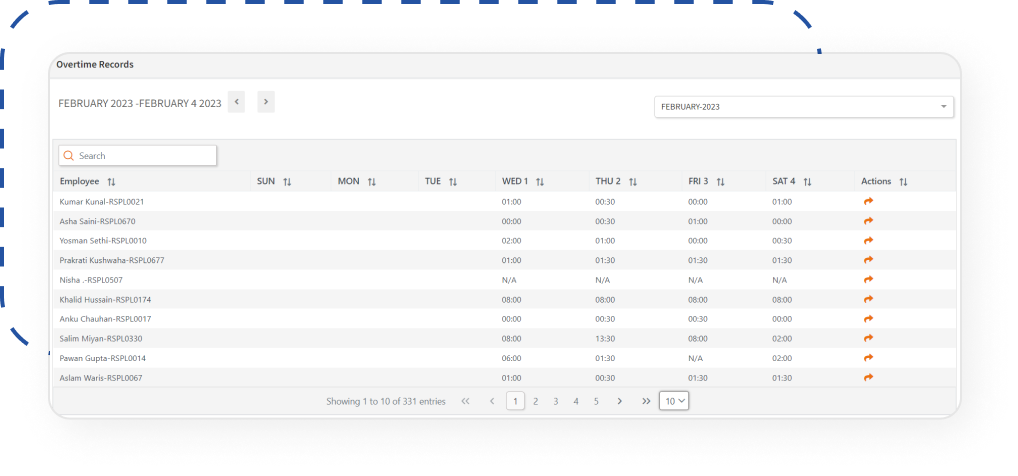 Overtime Records
FEBRUARY 2023 -FEBRUARY 4 2023
FEBRUARY-2023
Search
Employee SUN MON TUE WED 1 THU 2 FRI 3 SAT 4 Actions
Kumar Kunal-RSPL0021 01:00 00:30 00:00 01:00
Asha Saini-RSPL0670 00:00 00:30 01:00 00:00
Yosman Sethi-RSPL0010 02:00 01:00 00:00 00:30
Prakrati Kushwaha-RSPL0677 01:00 01:30 01:30 01:30
Nisha .-RSPL0507 N/A N/A N/A N/A
Khalid Hussain-RSPL0174 08:00 08:00 08:00 08:00
Anku Chauhan-RSPL0017 00:00 00:30 00:30 00:00
Salim Miyan-RSPL0330 08:00 13:30 08:00 02:00
Pawan Gupta-RSPL0014 06:00 01:30 N/A 02:00
Aslam Waris-RSPL0067 01:00 00:30 01:30 01:30
Showing 1 to 10 of 331 entries << < 1 2 3 4 5 > >> 10